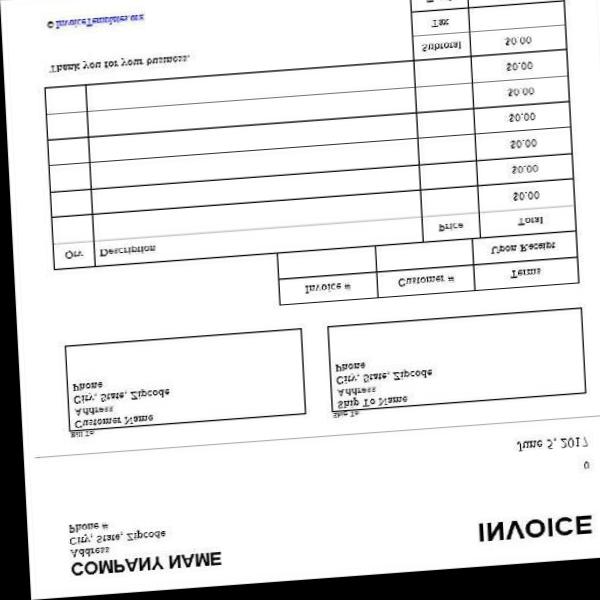 COMPANY NAME
INVOICE
Address
City, State, Zipcode
Phone #
0
June 5, 2017
Bill To
Ship To
Customer Name
Address
City, State, Zipcode
Phone
Ship To Name
Address
City, State, Zipcode
Phone
Invoice # Customer # Terms
Upon Receipt
Qty Description Price Total
$0.00
$0.00
$0.00
$0.00
$0.00
$0.00
Subtotal $0.00
Tax
Thank you for your business.
© InvoiceTemplates.org